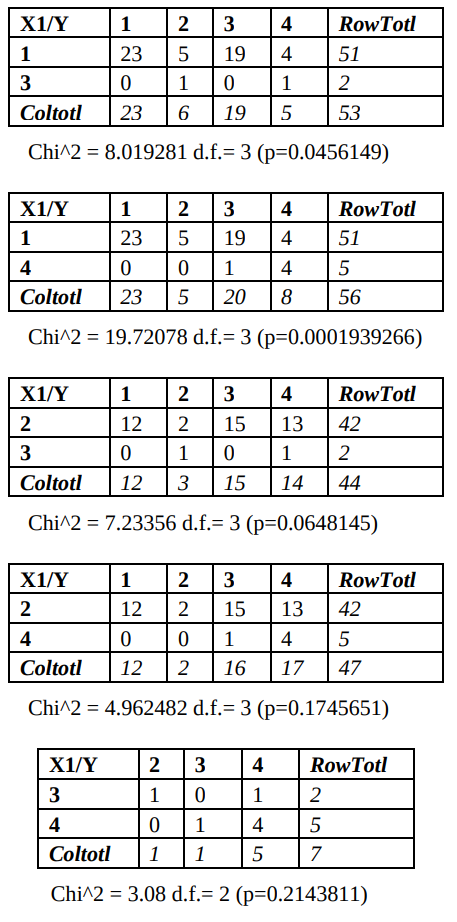 X1/Y 1 2 3 4 RowTotl
1 23 5 19 4 51
3 0 1 0 1 2
Coltotl 23 6 19 5 53
Chi^2 = 8.019281 d.f.= 3 (p=0.0456149)
X1/Y 1 2 3 4 RowTotl
1 23 5 19 4 51
4 0 0 1 4 5
Coltotl 23 5 20 8 56
Chi^2 = 19.72078 d.f.= 3 (p=0.0001939266)
X1/Y 1 2 3 4 RowTotl
2 12 2 15 13 42
3 0 1 0 1 2
Coltotl 12 3 15 14 44
Chi^2 = 7.23356 d.f.= 3 (p=0.0648145)
X1/Y 1 2 3 4 RowTotl
2 12 2 15 13 42
4 0 0 1 4 5
Coltotl 12 2 16 17 47
Chi^2 = 4.962482 d.f.= 3 (p=0.1745651)
X1/Y 2 3 4 RowTotl
3 1 0 1 2
4 0 1 4 5
Coltotl 1 1 5 7
Chi^2 = 3.08 d.f.= 2 (p=0.2143811)